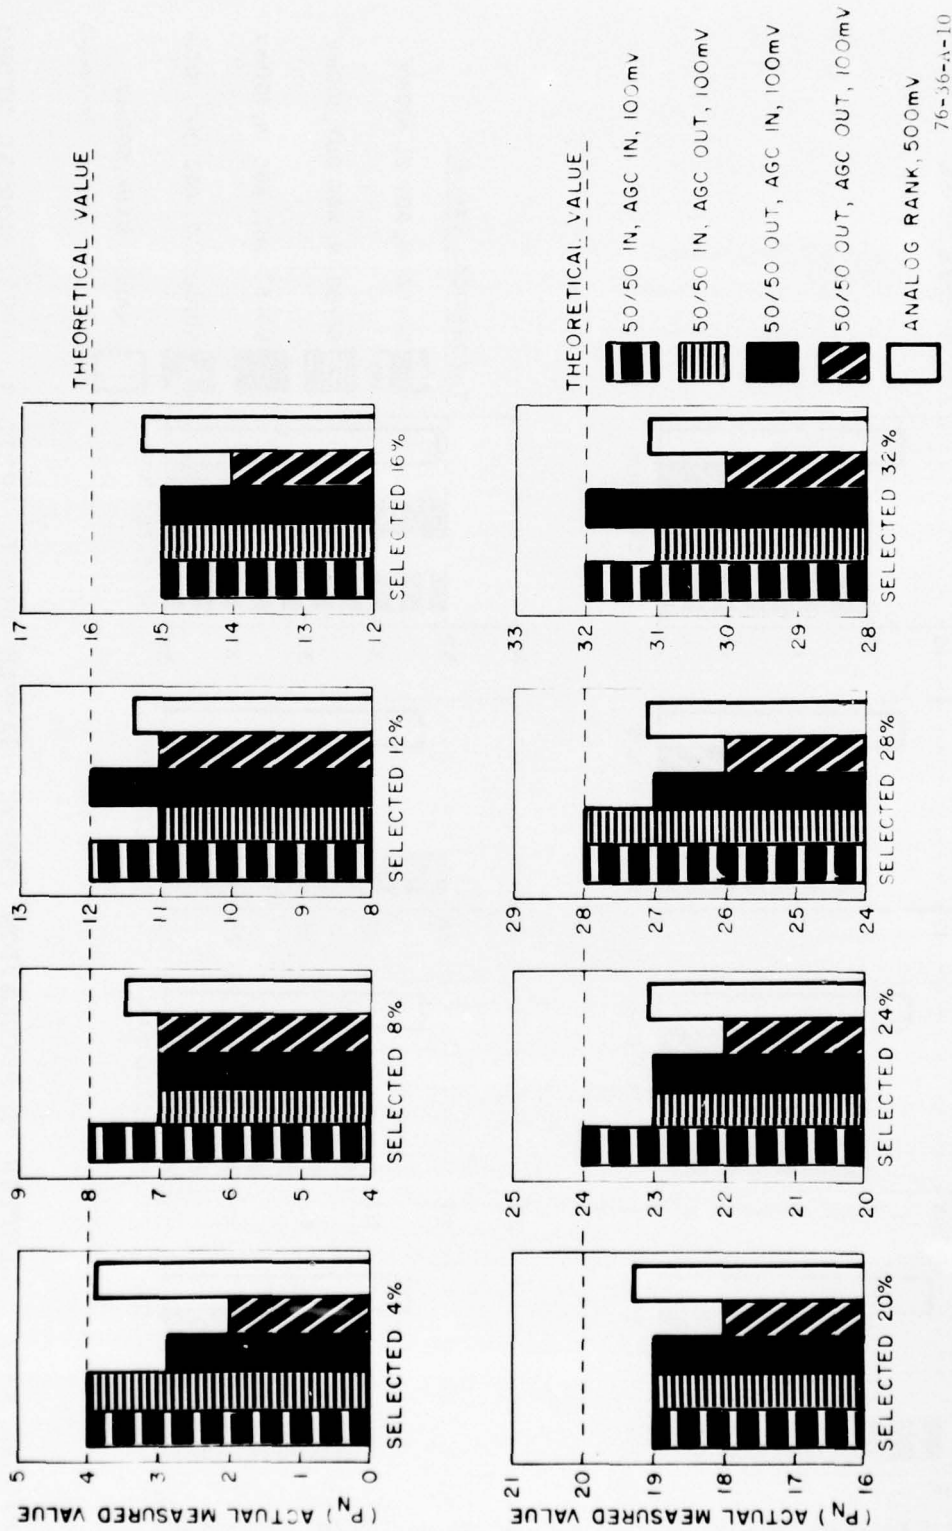 (PN) ACTUAL MEASURED VALUE
5
4
3
2
1
0
SELECTED 4%
9
8
7
6
5
4
SELECTED 8%
13
12
11
10
9
8
SELECTED 12%
17
16
15
14
13
12
SELECTED 16%
THEORETICAL VALUE
(PN) ACTUAL MEASURED VALUE
21
20
19
18
17
16
SELECTED 20%
25
24
23
22
21
20
SELECTED 24%
29
28
27
26
25
24
SELECTED 28%
33
32
31
30
29
28
SELECTED 32%
THEORETICAL VALUE
50/50 IN, AGC IN, 100mV
50/50 IN, AGC OUT, 100mV
50/50 OUT, AGC IN, 100mV
50/50 OUT, AGC OUT, 100mV
ANALOG RANK, 500mV
76-36-A-10